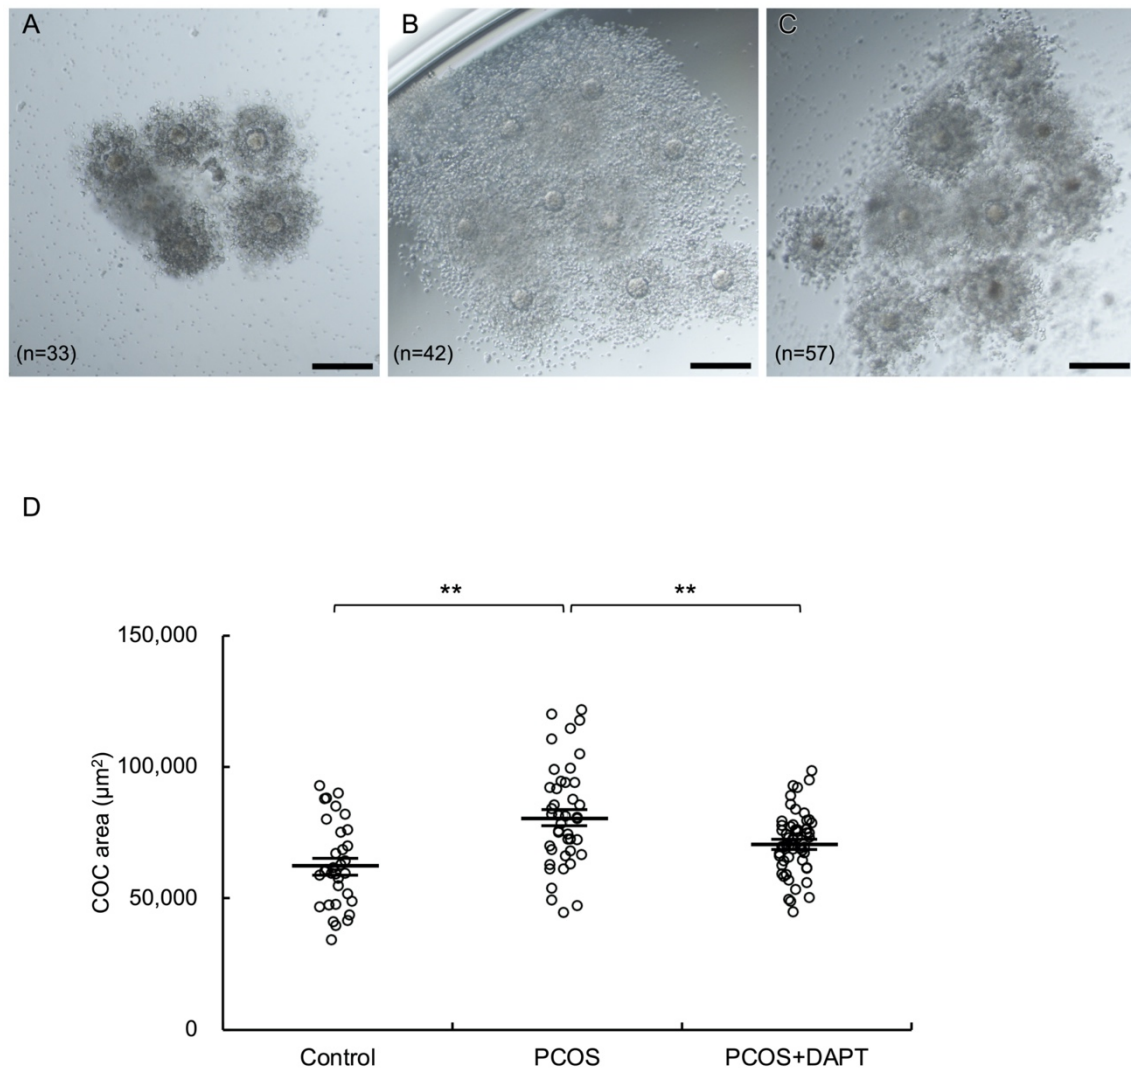 A
B
C
(n=33)
(n=42)
(n=57)
D
**
**
150,000
100,000
50,000
0
COC area (µm²)
Control
PCOS
PCOS+DAPT